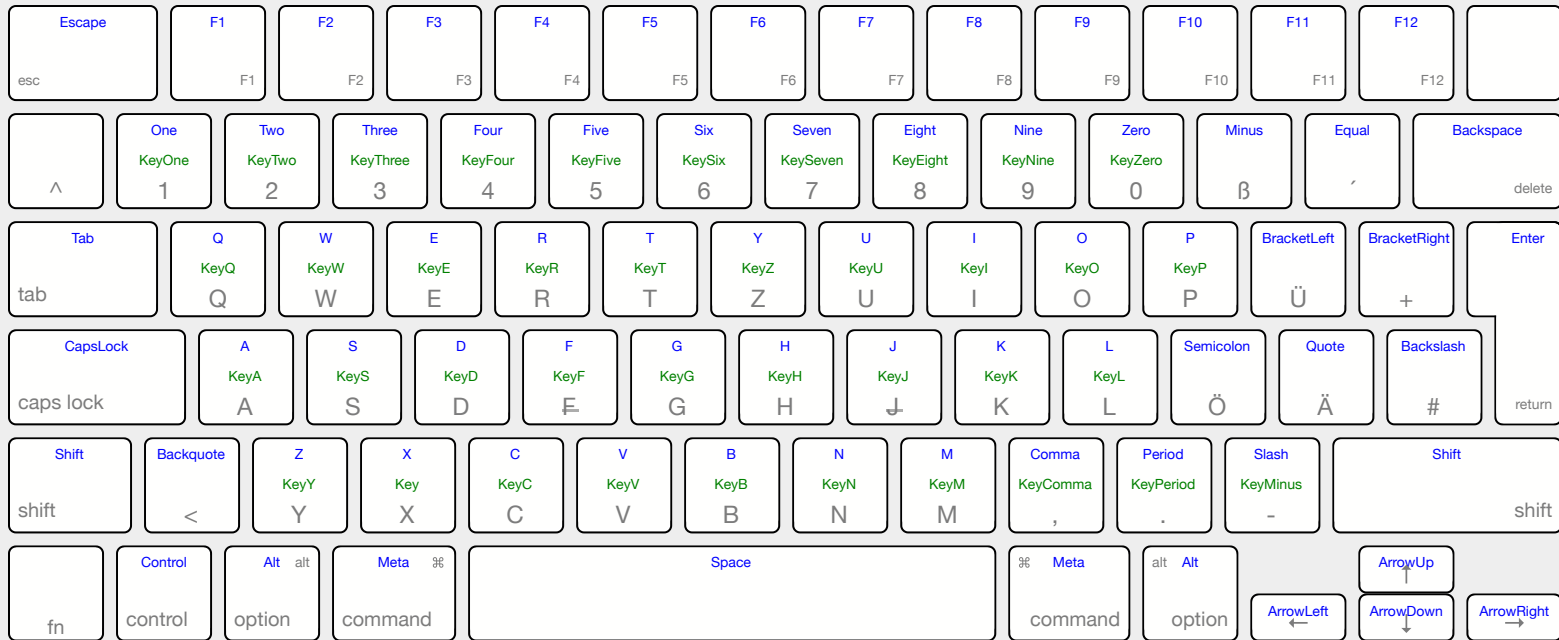 Escape F1 F2 F3 F4 F5 F6 F7 F8 F9 F10 F11 F12
esc F1 F2 F3 F4 F5 F6 F7 F8 F9 F10 F11 F12
One Two Three Four Five Six Seven Eight Nine Zero Minus Equal Backspace
KeyOne KeyTwo KeyThree KeyFour KeyFive KeySix KeySeven KeyEight KeyNine KeyZero
^ 1 2 3 4 5 6 7 8 9 0 ß ´ delete
Tab Q W E R T Y U I O P BracketLeft BracketRight Enter
KeyQ KeyW KeyE KeyR KeyT KeyZ KeyU KeyI KeyO KeyP
tab Q W E R T Z U I O P Ü +
CapsLock A S D F G H J K L Semicolon Quote Backslash
KeyA KeyS KeyD KeyF KeyG KeyH KeyJ KeyK KeyL
caps lock A S D F G H J K L Ö Ä # return
Shift Backquote Z X C V B N M Comma Period Slash Shift
KeyY Key KeyC KeyV KeyB KeyN KeyM KeyComma KeyPeriod KeyMinus
shift < Y X C V B N M , . - shift
Control Alt alt Meta ⌘ Space ⌘ Meta alt Alt ArrowUp
↑
ArrowLeft ArrowDown ArrowRight
fn control option command command option ← ↓ →